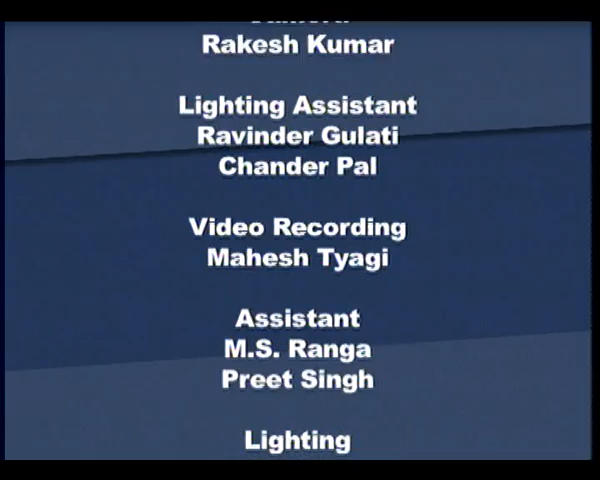 Rakesh Kumar
Lighting Assistant
Ravinder Gulati
Chander Pal
Video Recording
Mahesh Tyagi
Assistant
M.S. Ranga
Preet Singh
Lighting